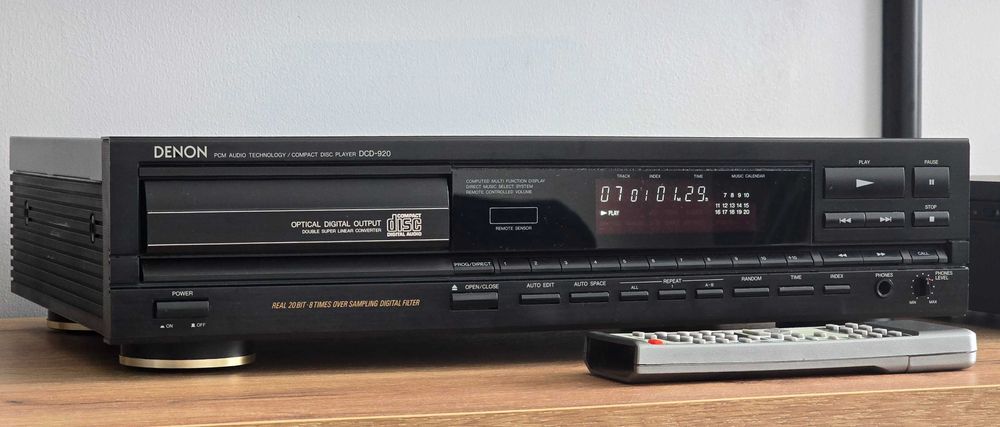 DENON PCM AUDIO TECHNOLOGY / COMPACT DISC PLAYER DCD-920
OPTICAL DIGITAL OUTPUT
DOUBLE SUPER LINEAR CONVERTER
COMPACT
disc
DIGITAL AUDIO
COMPUTED MULTI FUNCTION DISPLAY
DIRECT MUSIC SELECT SYSTEM
REMOTE CONTROLLED VOLUME
REMOTE SENSOR
TRACK INDEX TIME MUSIC CALENDAR
07 01 01M29S 7 8 9 10
PLAY 11 12 13 14 15
16 17 18 19 20
PLAY PAUSE
STOP
PROG/DIRECT 1 2 3 4 5 6 7 8 9 10 +10 CALL
POWER
ON OFF
REAL 20BIT·8 TIMES OVER SAMPLING DIGITAL FILTER
OPEN/CLOSE AUTO EDIT AUTO SPACE REPEAT RANDOM TIME INDEX PHONES PHONES LEVEL
ALL 1 A-B
MIN MAX